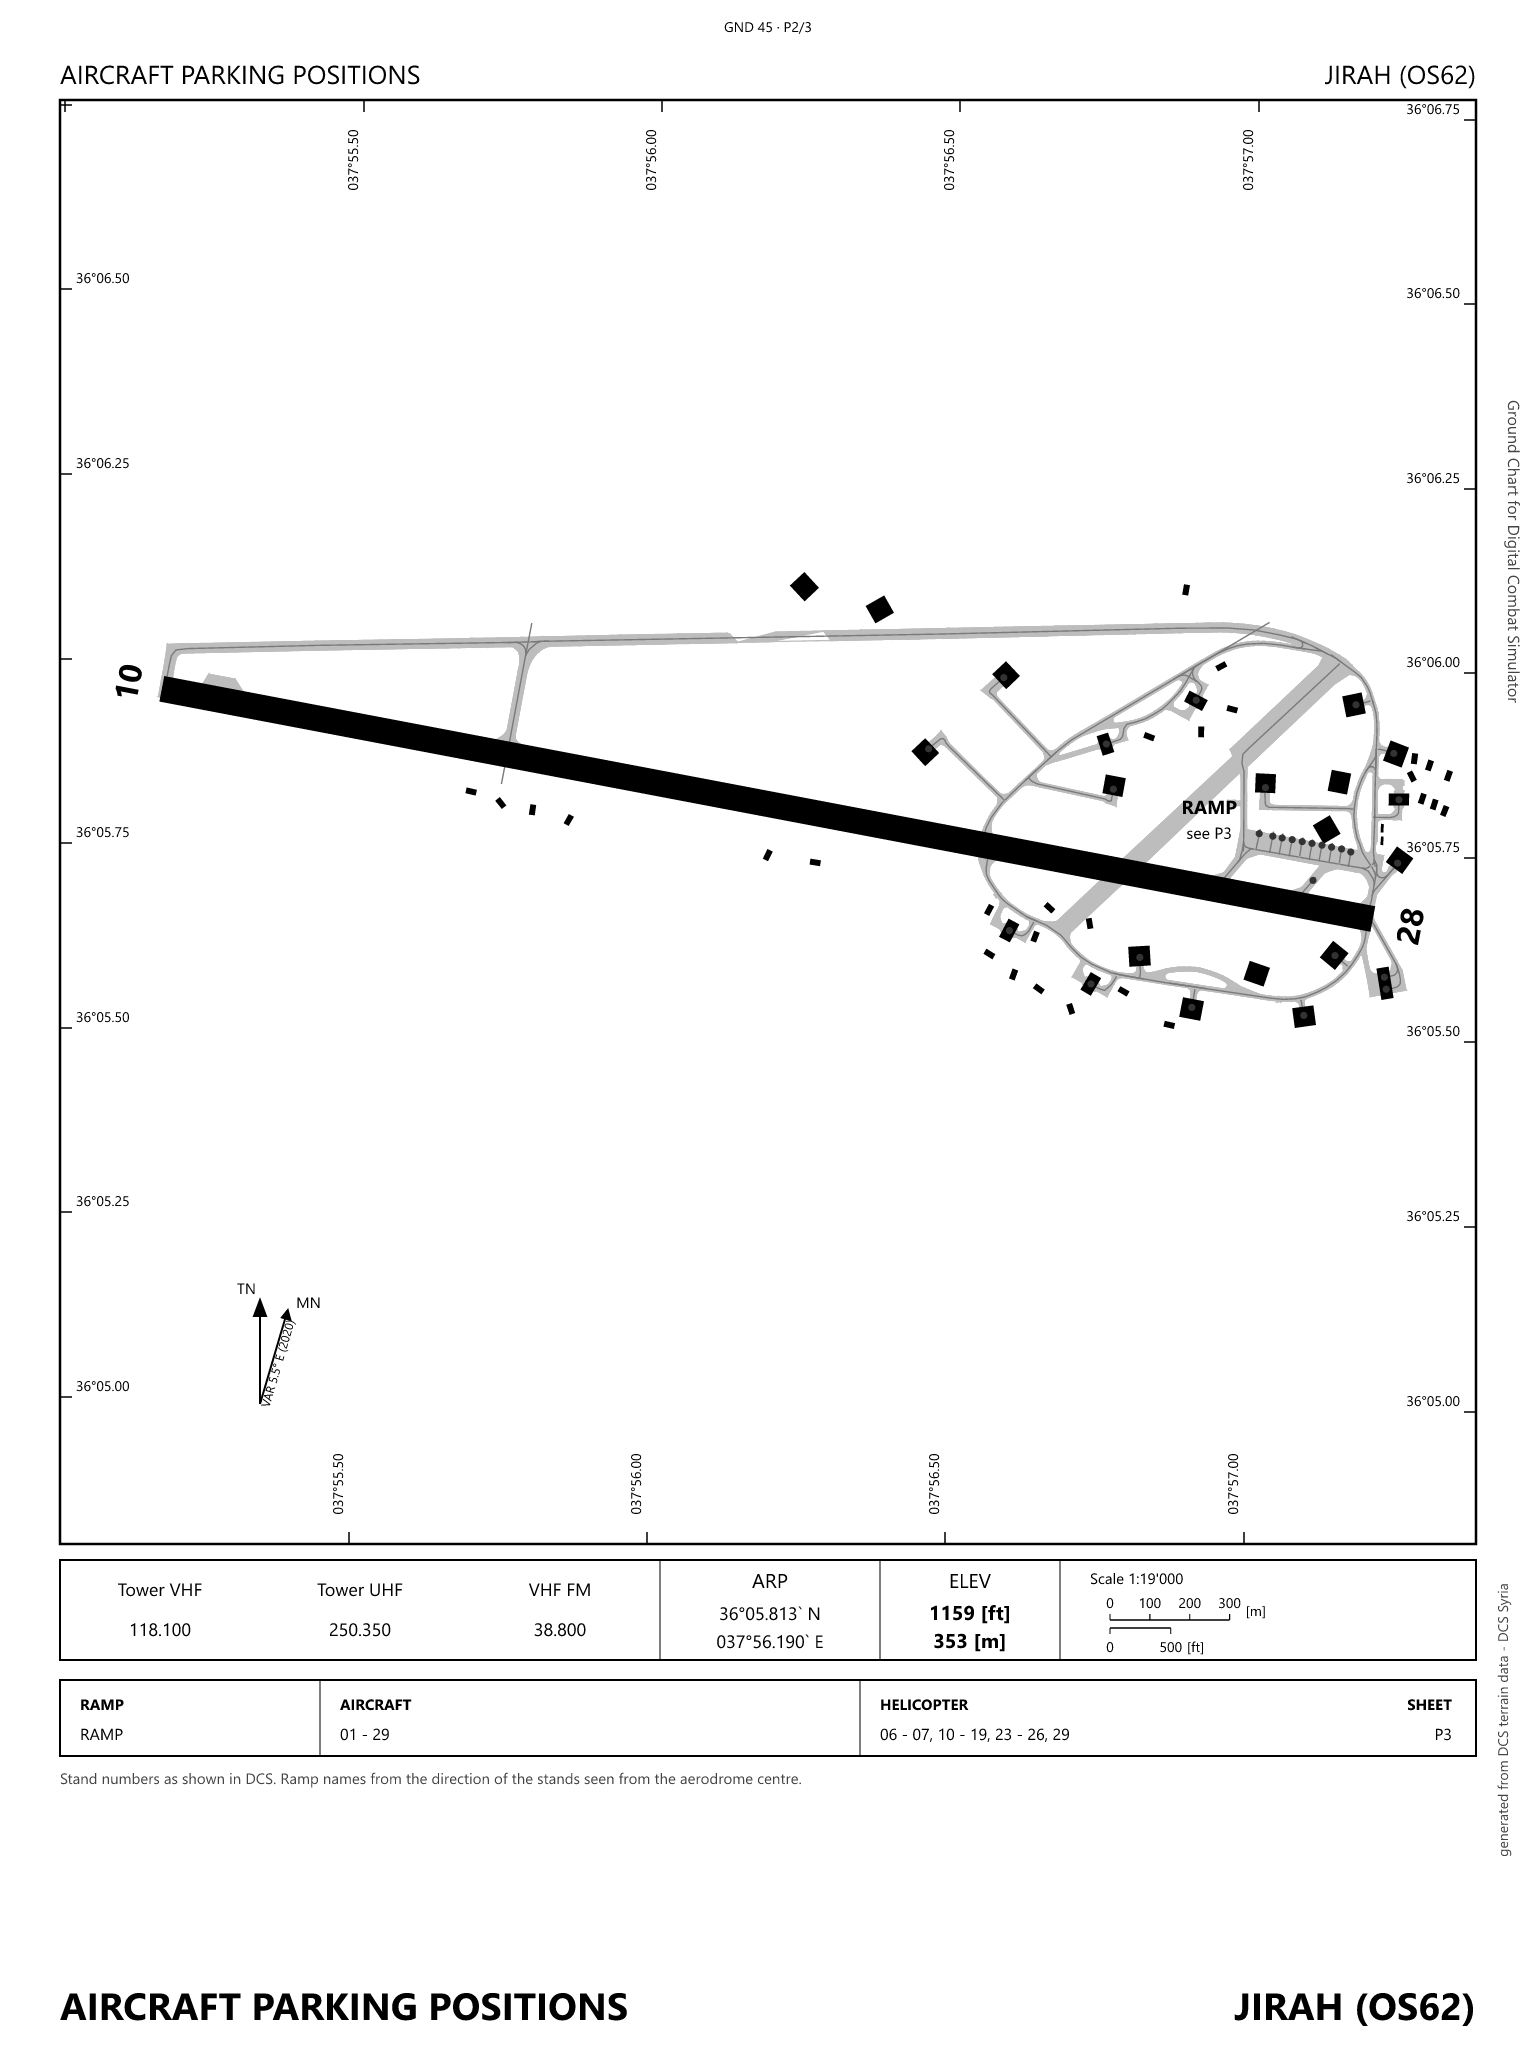 GND 45 · P2/3
AIRCRAFT PARKING POSITIONS
JIRAH (OS62)
36°06.75
037°55.50
037°56.00
037°56.50
037°57.00
36°06.50
36°06.50
36°06.25
36°06.25
36°06.00
10
RAMP
see P3
36°05.75
36°05.75
28
36°05.50
36°05.50
36°05.25
36°05.25
TN
MN
VAR 5.5° E (2020)
36°05.00
36°05.00
037°55.50
037°56.00
037°56.50
037°57.00
Ground Chart for Digital Combat Simulator
Tower VHF
118.100
Tower UHF
250.350
VHF FM
38.800
ARP
36°05.813` N
037°56.190` E
ELEV
1159 [ft]
353 [m]
Scale 1:19'000
0 100 200 300 [m]
0 500 [ft]
RAMP AIRCRAFT HELICOPTER SHEET
RAMP 01 - 29 06 - 07, 10 - 19, 23 - 26, 29 P3
Stand numbers as shown in DCS. Ramp names from the direction of the stands seen from the aerodrome centre.
generated from DCS terrain data - DCS Syria
AIRCRAFT PARKING POSITIONS
JIRAH (OS62)